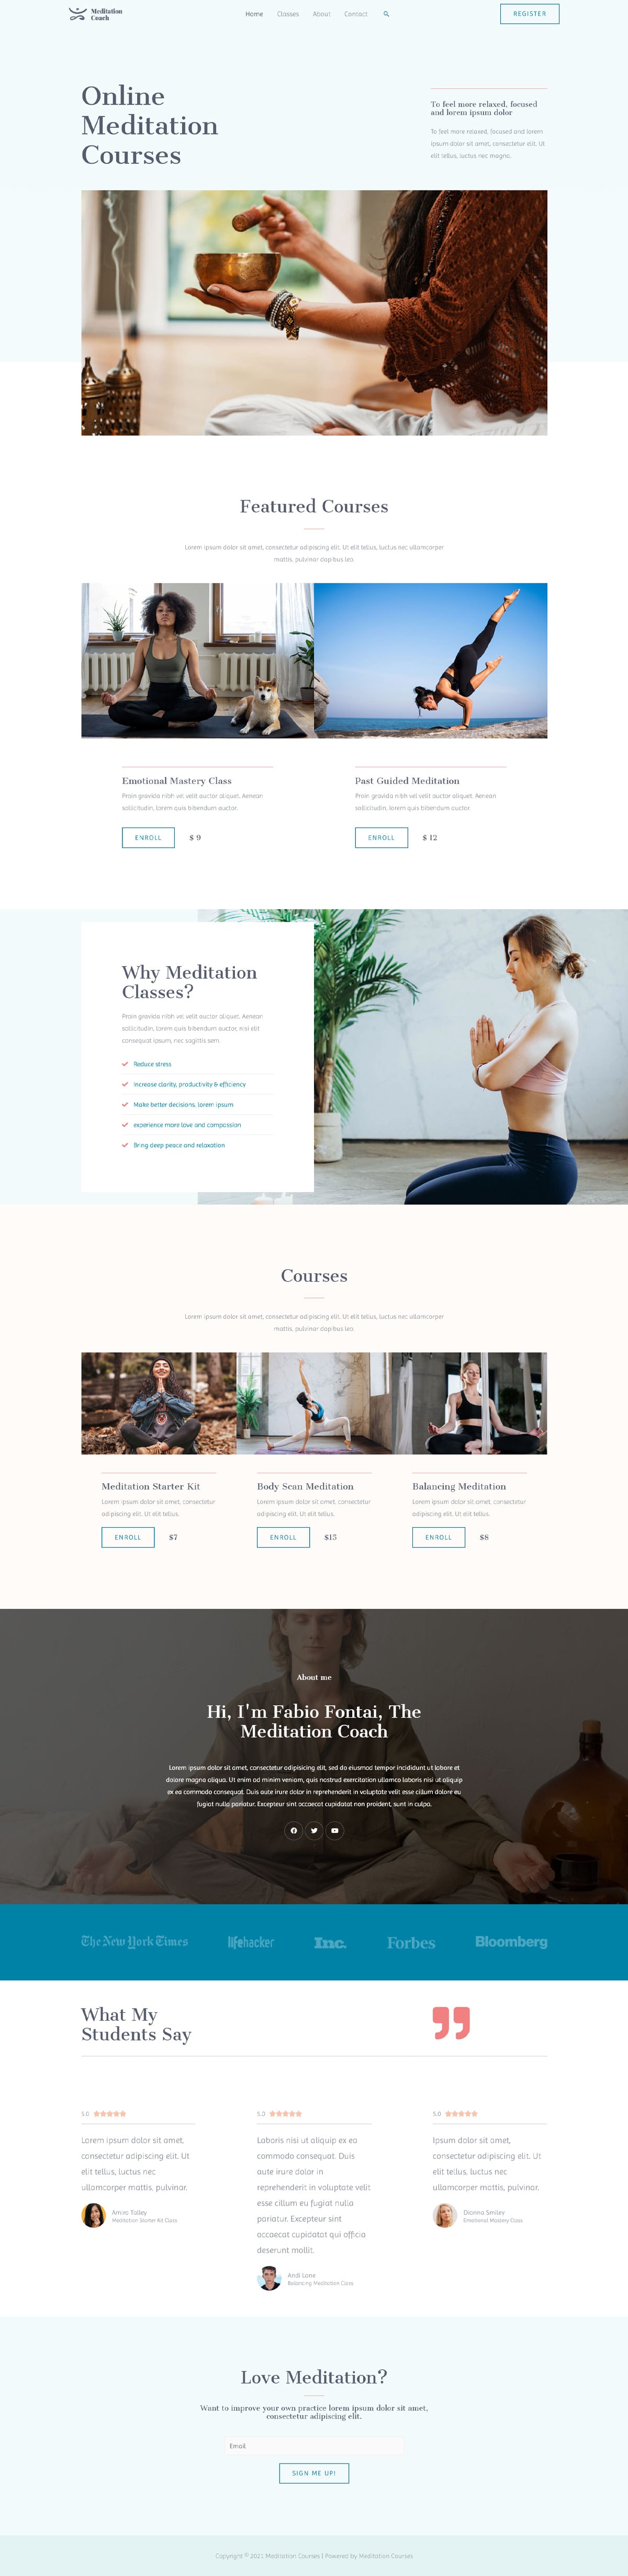 Meditation
Coach
Home Classes About Contact
REGISTER
Online
Meditation
Courses
To feel more relaxed, focused
and lorem ipsum dolor
To feel more relaxed, focused and lorem
ipsum dolor sit amet, consectetur elit. Ut
elit tellus, luctus nec magna.
Featured Courses
Lorem ipsum dolor sit amet, consectetur adipiscing elit. Ut elit tellus, luctus nec ullamcorper
mattis, pulvinar dapibus leo.
Emotional Mastery Class
Proin gravida nibh vel velit auctor aliquet. Aenean
sollicitudin, lorem quis bibendum auctor.
ENROLL $ 9
Past Guided Meditation
Proin gravida nibh vel velit auctor aliquet. Aenean
sollicitudin, lorem quis bibendum auctor.
ENROLL $ 12
Why Meditation
Classes?
Proin gravida nibh vel velit auctor aliquet. Aenean
sollicitudin, lorem quis bibendum auctor, nisi elit
consequat ipsum, nec sagittis sem.
Reduce stress
increase clarity, productivity & efficiency
Make better decisions. lorem ipsum
experience more love and compassion
Bring deep peace and relaxation
Courses
Lorem ipsum dolor sit amet, consectetur adipiscing elit. Ut elit tellus, luctus nec ullamcorper
mattis, pulvinar dapibus leo.
Meditation Starter Kit
Lorem ipsum dolor sit amet, consectetur
adipiscing elit. Ut elit tellus.
ENROLL $7
Body Scan Meditation
Lorem ipsum dolor sit amet, consectetur
adipiscing elit. Ut elit tellus.
ENROLL $15
Balancing Meditation
Lorem ipsum dolor sit amet, consectetur
adipiscing elit. Ut elit tellus.
ENROLL $8
About me
Hi, I'm Fabio Fontai, The
Meditation Coach
Lorem ipsum dolor sit amet, consectetur adipisicing elit, sed do eiusmod tempor incididunt ut labore et
dolore magna aliqua. Ut enim ad minim veniam, quis nostrud exercitation ullamco laboris nisi ut aliquip
ex ea commodo consequat. Duis aute irure dolor in reprehenderit in voluptate velit esse cillum dolore eu
fugiat nulla pariatur. Excepteur sint occaecat cupidatat non proident, sunt in culpa.
The New York Times
lifehacker
Inc.
Forbes
Bloomberg
What My
Students Say
5.0
Lorem ipsum dolor sit amet,
consectetur adipiscing elit. Ut
elit tellus, luctus nec
ullamcorper mattis, pulvinar.
Amira Talley
Meditation Starter Kit Class
5.0
Laboris nisi ut aliquip ex ea
commodo consequat. Duis
aute irure dolor in
reprehenderit in voluptate velit
esse cillum eu fugiat nulla
pariatur. Excepteur sint
occaecat cupidatat qui officia
deserunt mollit.
Andi Lane
Balancing Meditation Class
5.0
Ipsum dolor sit amet,
consectetur adipiscing elit. Ut
elit tellus, luctus nec
ullamcorper mattis, pulvinar.
Dianna Smiley
Emotional Mastery Class
Love Meditation?
Want to improve your own practice lorem ipsum dolor sit amet,
consectetur adipiscing elit.
Email
SIGN ME UP!
Copyright © 2021 Meditation Courses | Powered by Meditation Courses